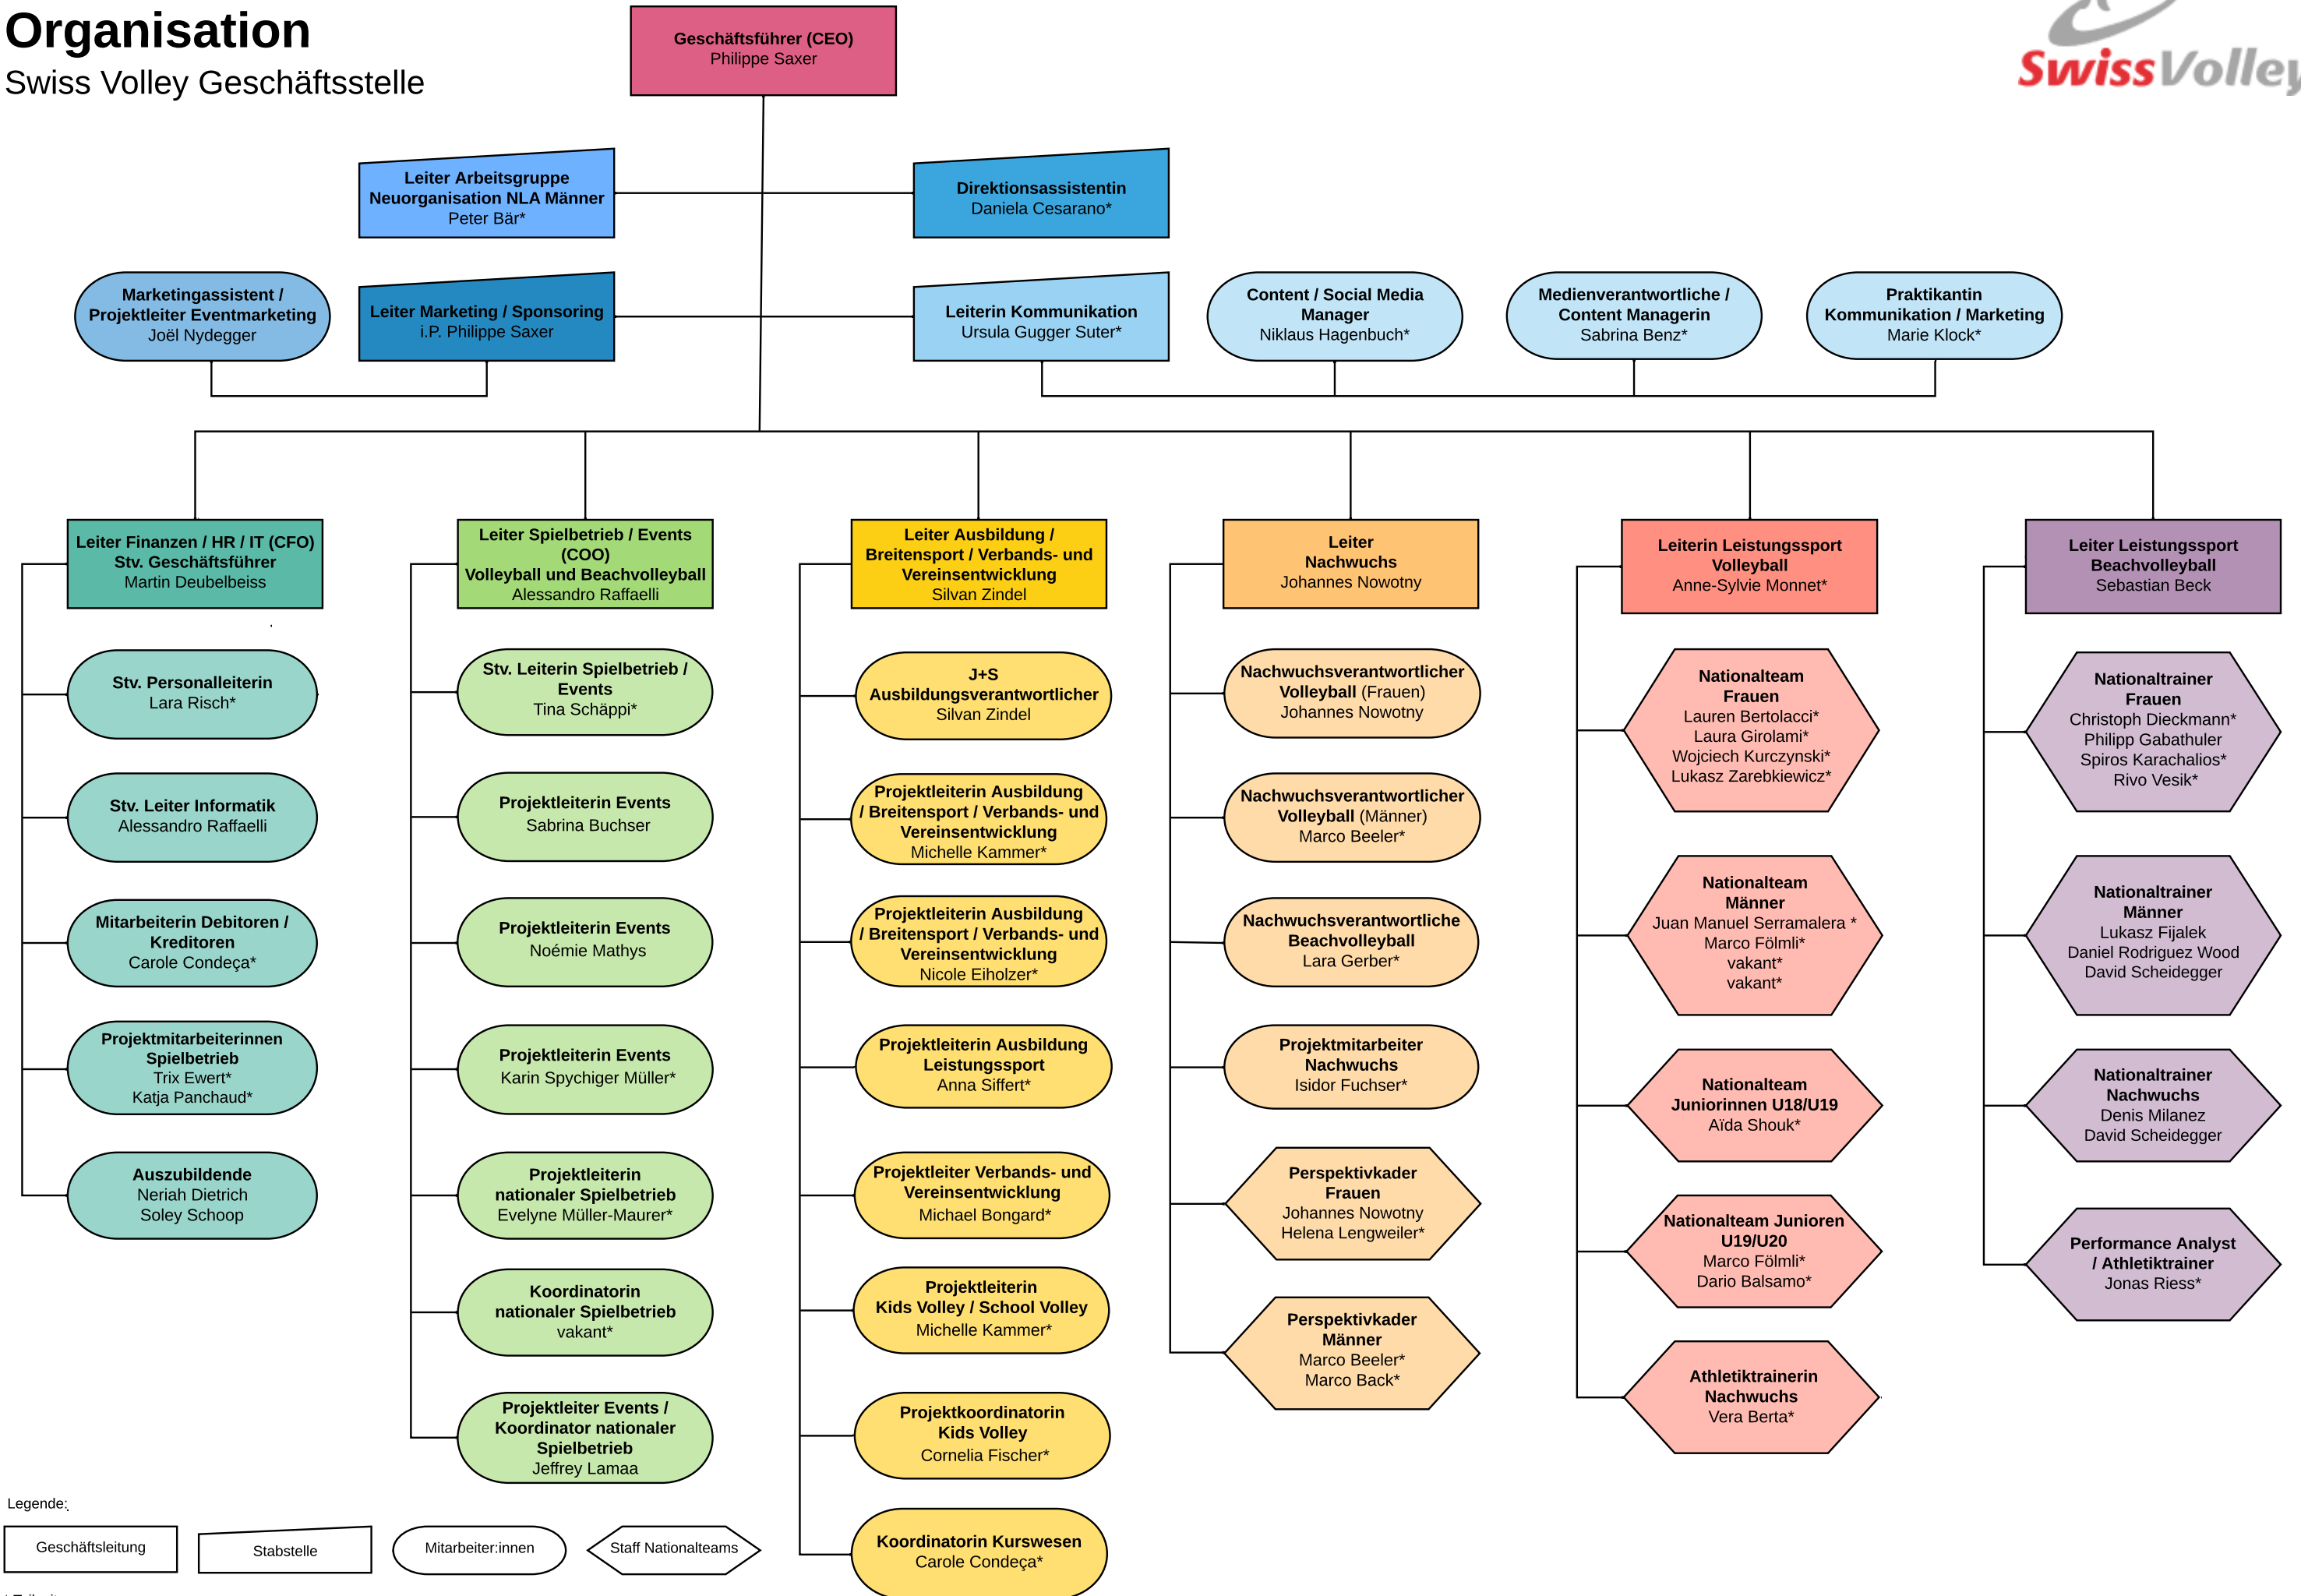 Organisation
Swiss Volley Geschäftsstelle
Geschäftsführer (CEO)
Philippe Saxer
SwissVolley
Leiter Arbeitsgruppe
Neuorganisation NLA Männer
Peter Bär*
Direktionsassistentin
Daniela Cesarano*
Marketingassistent /
Projektleiter Eventmarketing
Joël Nydegger
Leiter Marketing / Sponsoring
i.P. Philippe Saxer
Leiterin Kommunikation
Ursula Gugger Suter*
Content / Social Media
Manager
Niklaus Hagenbuch*
Medienverantwortliche /
Content Managerin
Sabrina Benz*
Praktikantin
Kommunikation / Marketing
Marie Klock*
Leiter Finanzen / HR / IT (CFO)
Stv. Geschäftsführer
Martin Deubelbeiss
Stv. Personalleiterin
Lara Risch*
Stv. Leiter Informatik
Alessandro Raffaelli
Mitarbeiterin Debitoren /
Kreditoren
Carole Condeça*
Projektmitarbeiterinnen
Spielbetrieb
Trix Ewert*
Katja Panchaud*
Auszubildende
Neriah Dietrich
Soley Schoop
Leiter Spielbetrieb / Events
(COO)
Volleyball und Beachvolleyball
Alessandro Raffaelli
Stv. Leiterin Spielbetrieb /
Events
Tina Schäppi*
Projektleiterin Events
Sabrina Buchser
Projektleiterin Events
Noémie Mathys
Projektleiterin Events
Karin Spychiger Müller*
Projektleiterin
nationaler Spielbetrieb
Evelyne Müller-Maurer*
Koordinatorin
nationaler Spielbetrieb
vakant*
Projektleiter Events /
Koordinator nationaler
Spielbetrieb
Jeffrey Lamaa
Leiter Ausbildung /
Breitensport / Verbands- und
Vereinsentwicklung
Silvan Zindel
J+S
Ausbildungsverantwortlicher
Silvan Zindel
Projektleiterin Ausbildung
/ Breitensport / Verbands- und
Vereinsentwicklung
Michelle Kammer*
Projektleiterin Ausbildung
/ Breitensport / Verbands- und
Vereinsentwicklung
Nicole Eiholzer*
Projektleiterin Ausbildung
Leistungssport
Anna Siffert*
Projektleiter Verbands- und
Vereinsentwicklung
Michael Bongard*
Projektleiterin
Kids Volley / School Volley
Michelle Kammer*
Projektkoordinatorin
Kids Volley
Cornelia Fischer*
Koordinatorin Kurswesen
Carole Condeça*
Leiter
Nachwuchs
Johannes Nowotny
Nachwuchsverantwortlicher
Volleyball (Frauen)
Johannes Nowotny
Nachwuchsverantwortlicher
Volleyball (Männer)
Marco Beeler*
Nachwuchsverantwortliche
Beachvolleyball
Lara Gerber*
Projektmitarbeiter
Nachwuchs
Isidor Fuchser*
Perspektivkader
Frauen
Johannes Nowotny
Helena Lengweiler*
Perspektivkader
Männer
Marco Beeler*
Marco Back*
Leiterin Leistungssport
Volleyball
Anne-Sylvie Monnet*
Nationalteam
Frauen
Lauren Bertolacci*
Laura Girolami*
Wojciech Kurczynski*
Lukasz Zarebkiewicz*
Nationalteam
Männer
Juan Manuel Serramalera *
Marco Fölmli*
vakant*
vakant*
Nationalteam
Juniorinnen U18/U19
Aïda Shouk*
Nationalteam Junioren
U19/U20
Marco Fölmli*
Dario Balsamo*
Athletiktrainerin
Nachwuchs
Vera Berta*
Leiter Leistungssport
Beachvolleyball
Sebastian Beck
Nationaltrainer
Frauen
Christoph Dieckmann*
Philipp Gabathuler
Spiros Karachalios*
Rivo Vesik*
Nationaltrainer
Männer
Lukasz Fijalek
Daniel Rodriguez Wood
David Scheidegger
Nationaltrainer
Nachwuchs
Denis Milanez
David Scheidegger
Performance Analyst
/ Athletiktrainer
Jonas Riess*
Legende:
Geschäftsleitung
Stabstelle
Mitarbeiter:innen
Staff Nationalteams